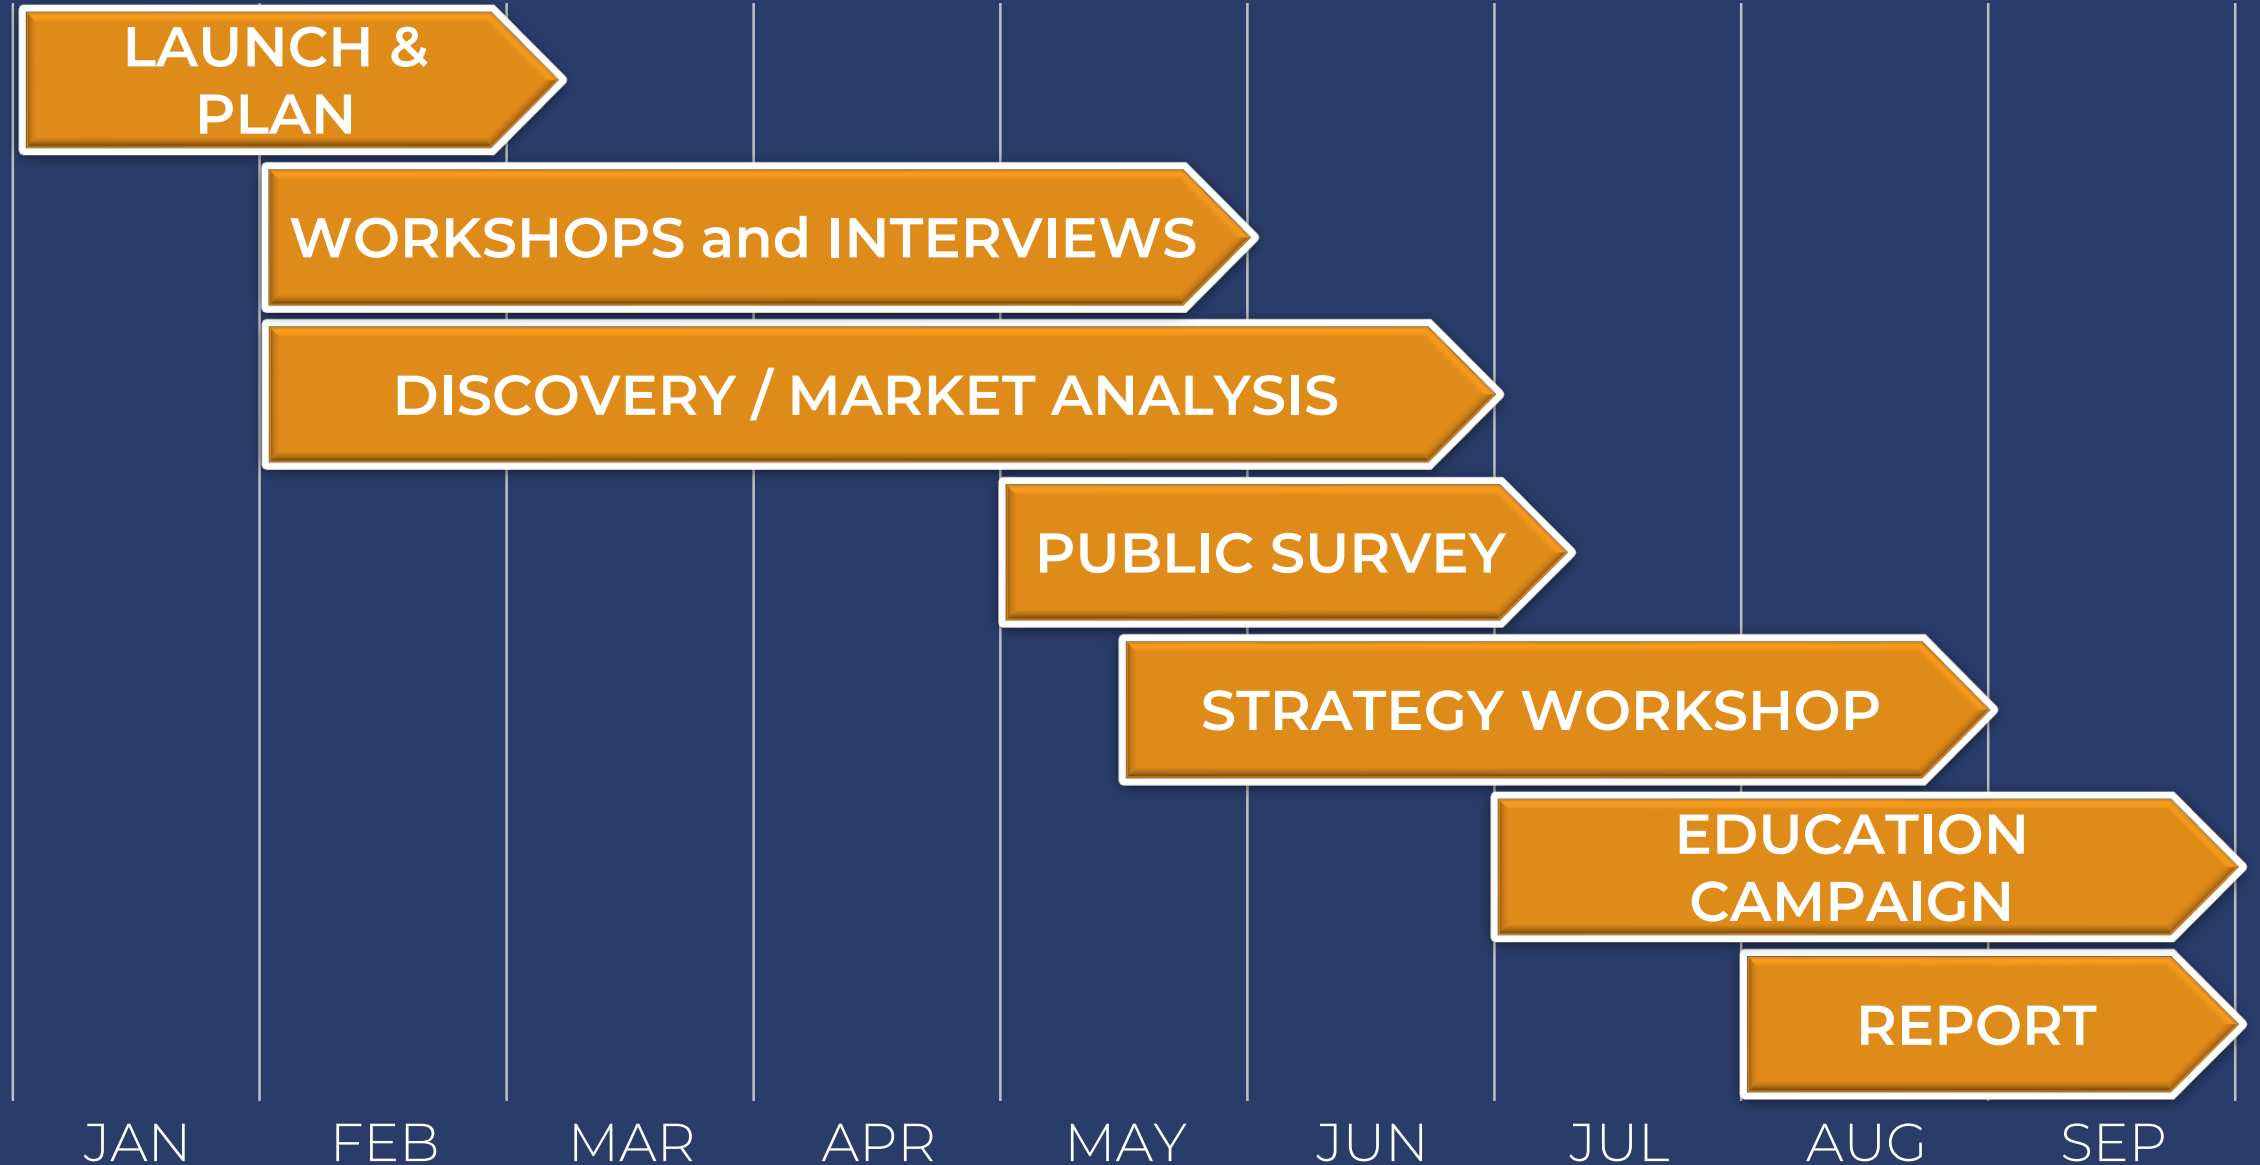 LAUNCH &
PLAN
WORKSHOPS and INTERVIEWS
DISCOVERY / MARKET ANALYSIS
PUBLIC SURVEY
STRATEGY WORKSHOP
EDUCATION
CAMPAIGN
REPORT
JAN FEB MAR APR MAY JUN JUL AUG SEP